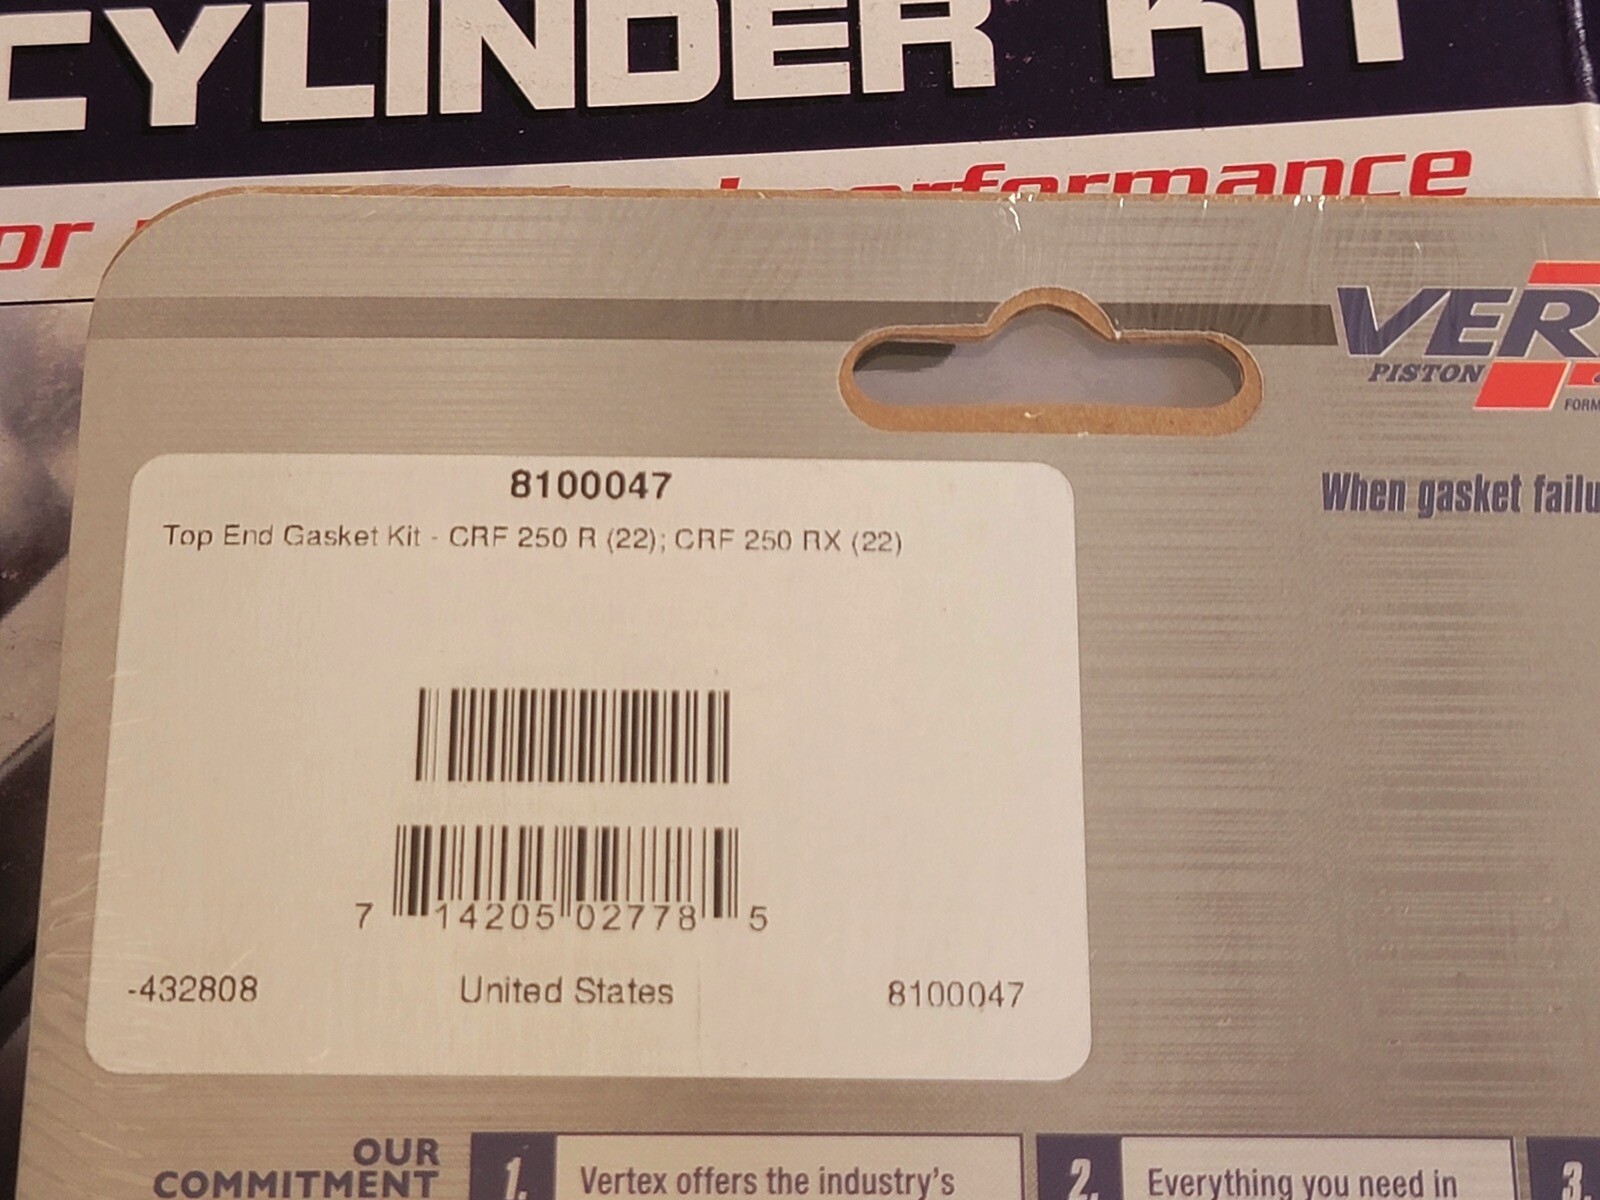 CYLINDER KIT
or performance
VER
PISTON
FORM
When gasket failu
8100047
Top End Gasket Kit - CRF 250 R (22); CRF 250 RX (22)
7 14205 02778 5
-432808 United States 8100047
OUR
COMMITMENT
1. Vertex offers the industry's
2. Everything you need in
3.